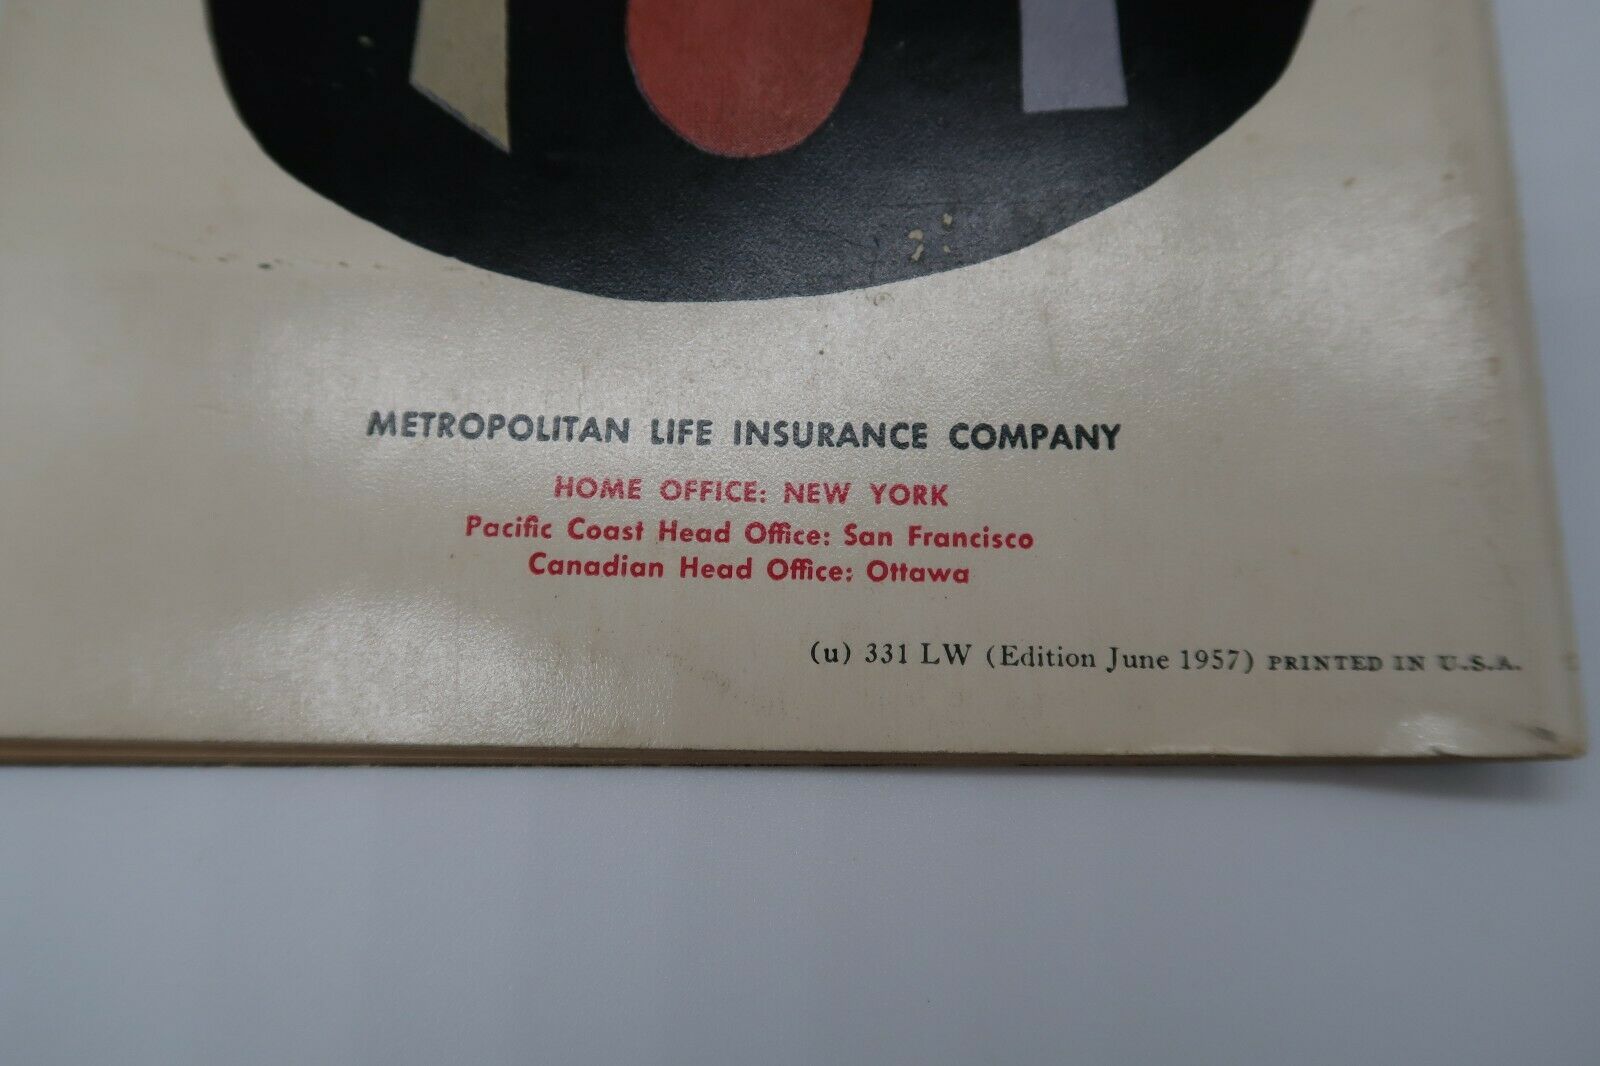 METROPOLITAN LIFE INSURANCE COMPANY
HOME OFFICE: NEW YORK
Pacific Coast Head Office: San Francisco
Canadian Head Office: Ottawa
(u) 331 LW (Edition June 1957) PRINTED IN U.S.A.